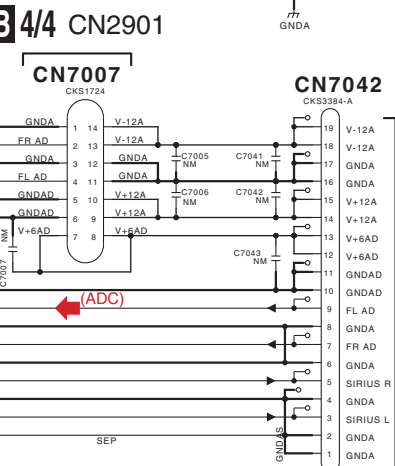 3 4/4 CN2901
GNDA
CN7007
CKS1724
CN7042
CKS3384-A
GNDA 1 14 V-12A
FR AD 2 13 V-12A
GNDA 3 12 GNDA
FL AD 4 11 GNDA
GNDAD 5 10 V+12A
GNDAD 6 9 V+12A
V+6AD 7 8 V+6AD
C7007 NM
C7005 NM
C7006 NM
C7041 NM
C7042 NM
C7043 NM
19 V-12A
18 V-12A
17 GNDA
16 GNDA
15 V+12A
14 V+12A
13 V+6AD
12 V+6AD
11 GNDAD
10 GNDAD
9 FL AD
8 GNDA
7 FR AD
6 GNDA
5 SIRIUS R
4 GNDA
3 SIRIUS L
2 GNDA
1 GNDA
(ADC)
SEP
GNDAS